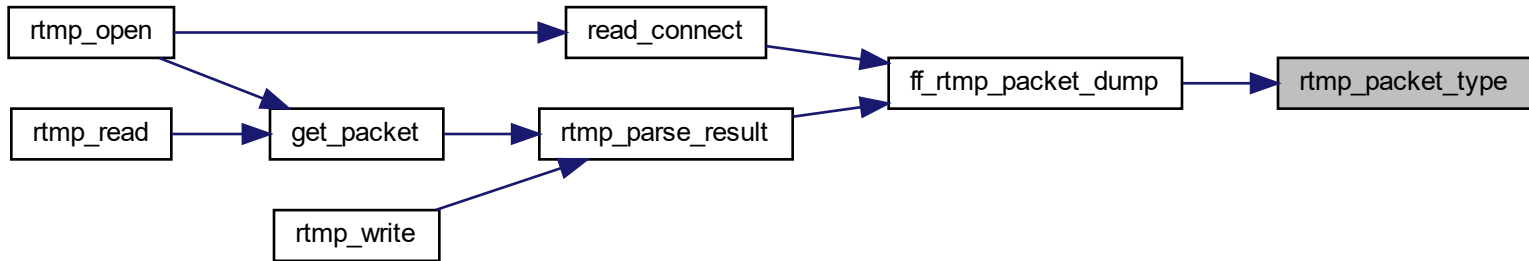 rtmp_open
read_connect
ff_rtmp_packet_dump
rtmp_packet_type
rtmp_read
get_packet
rtmp_parse_result
rtmp_write